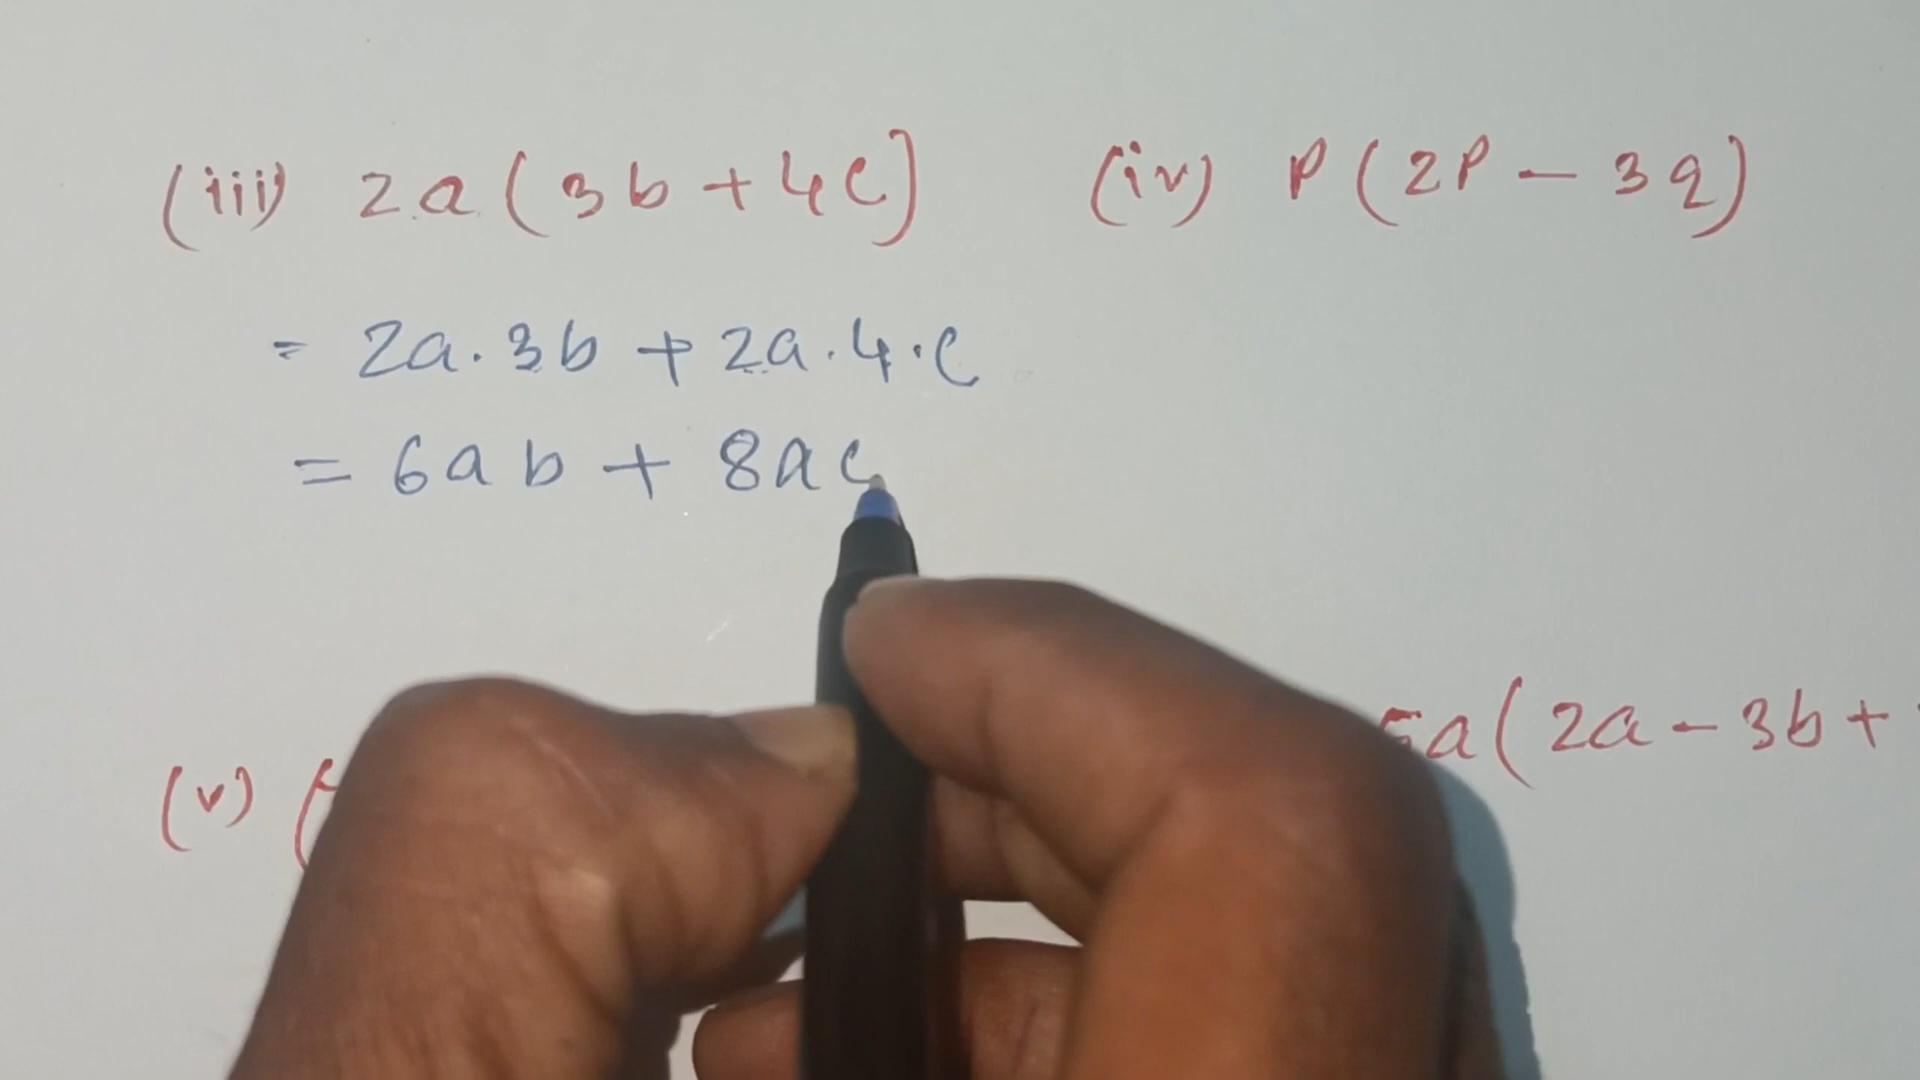 (iii) 2a(3b+4c)
= 2a.3b + 2a.4.c
= 6ab + 8ac
(iv) P(2P-3q)
(v) (
a(2a-3b+